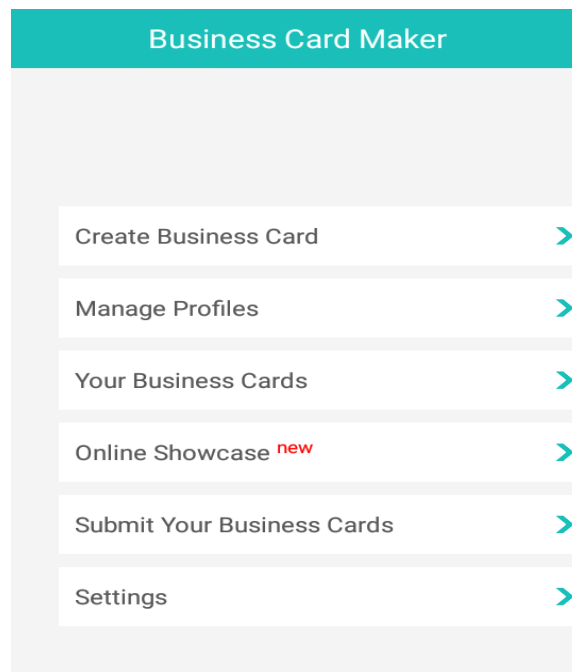 Business Card Maker
Create Business Card
Manage Profiles
Your Business Cards
Online Showcase new
Submit Your Business Cards
Settings